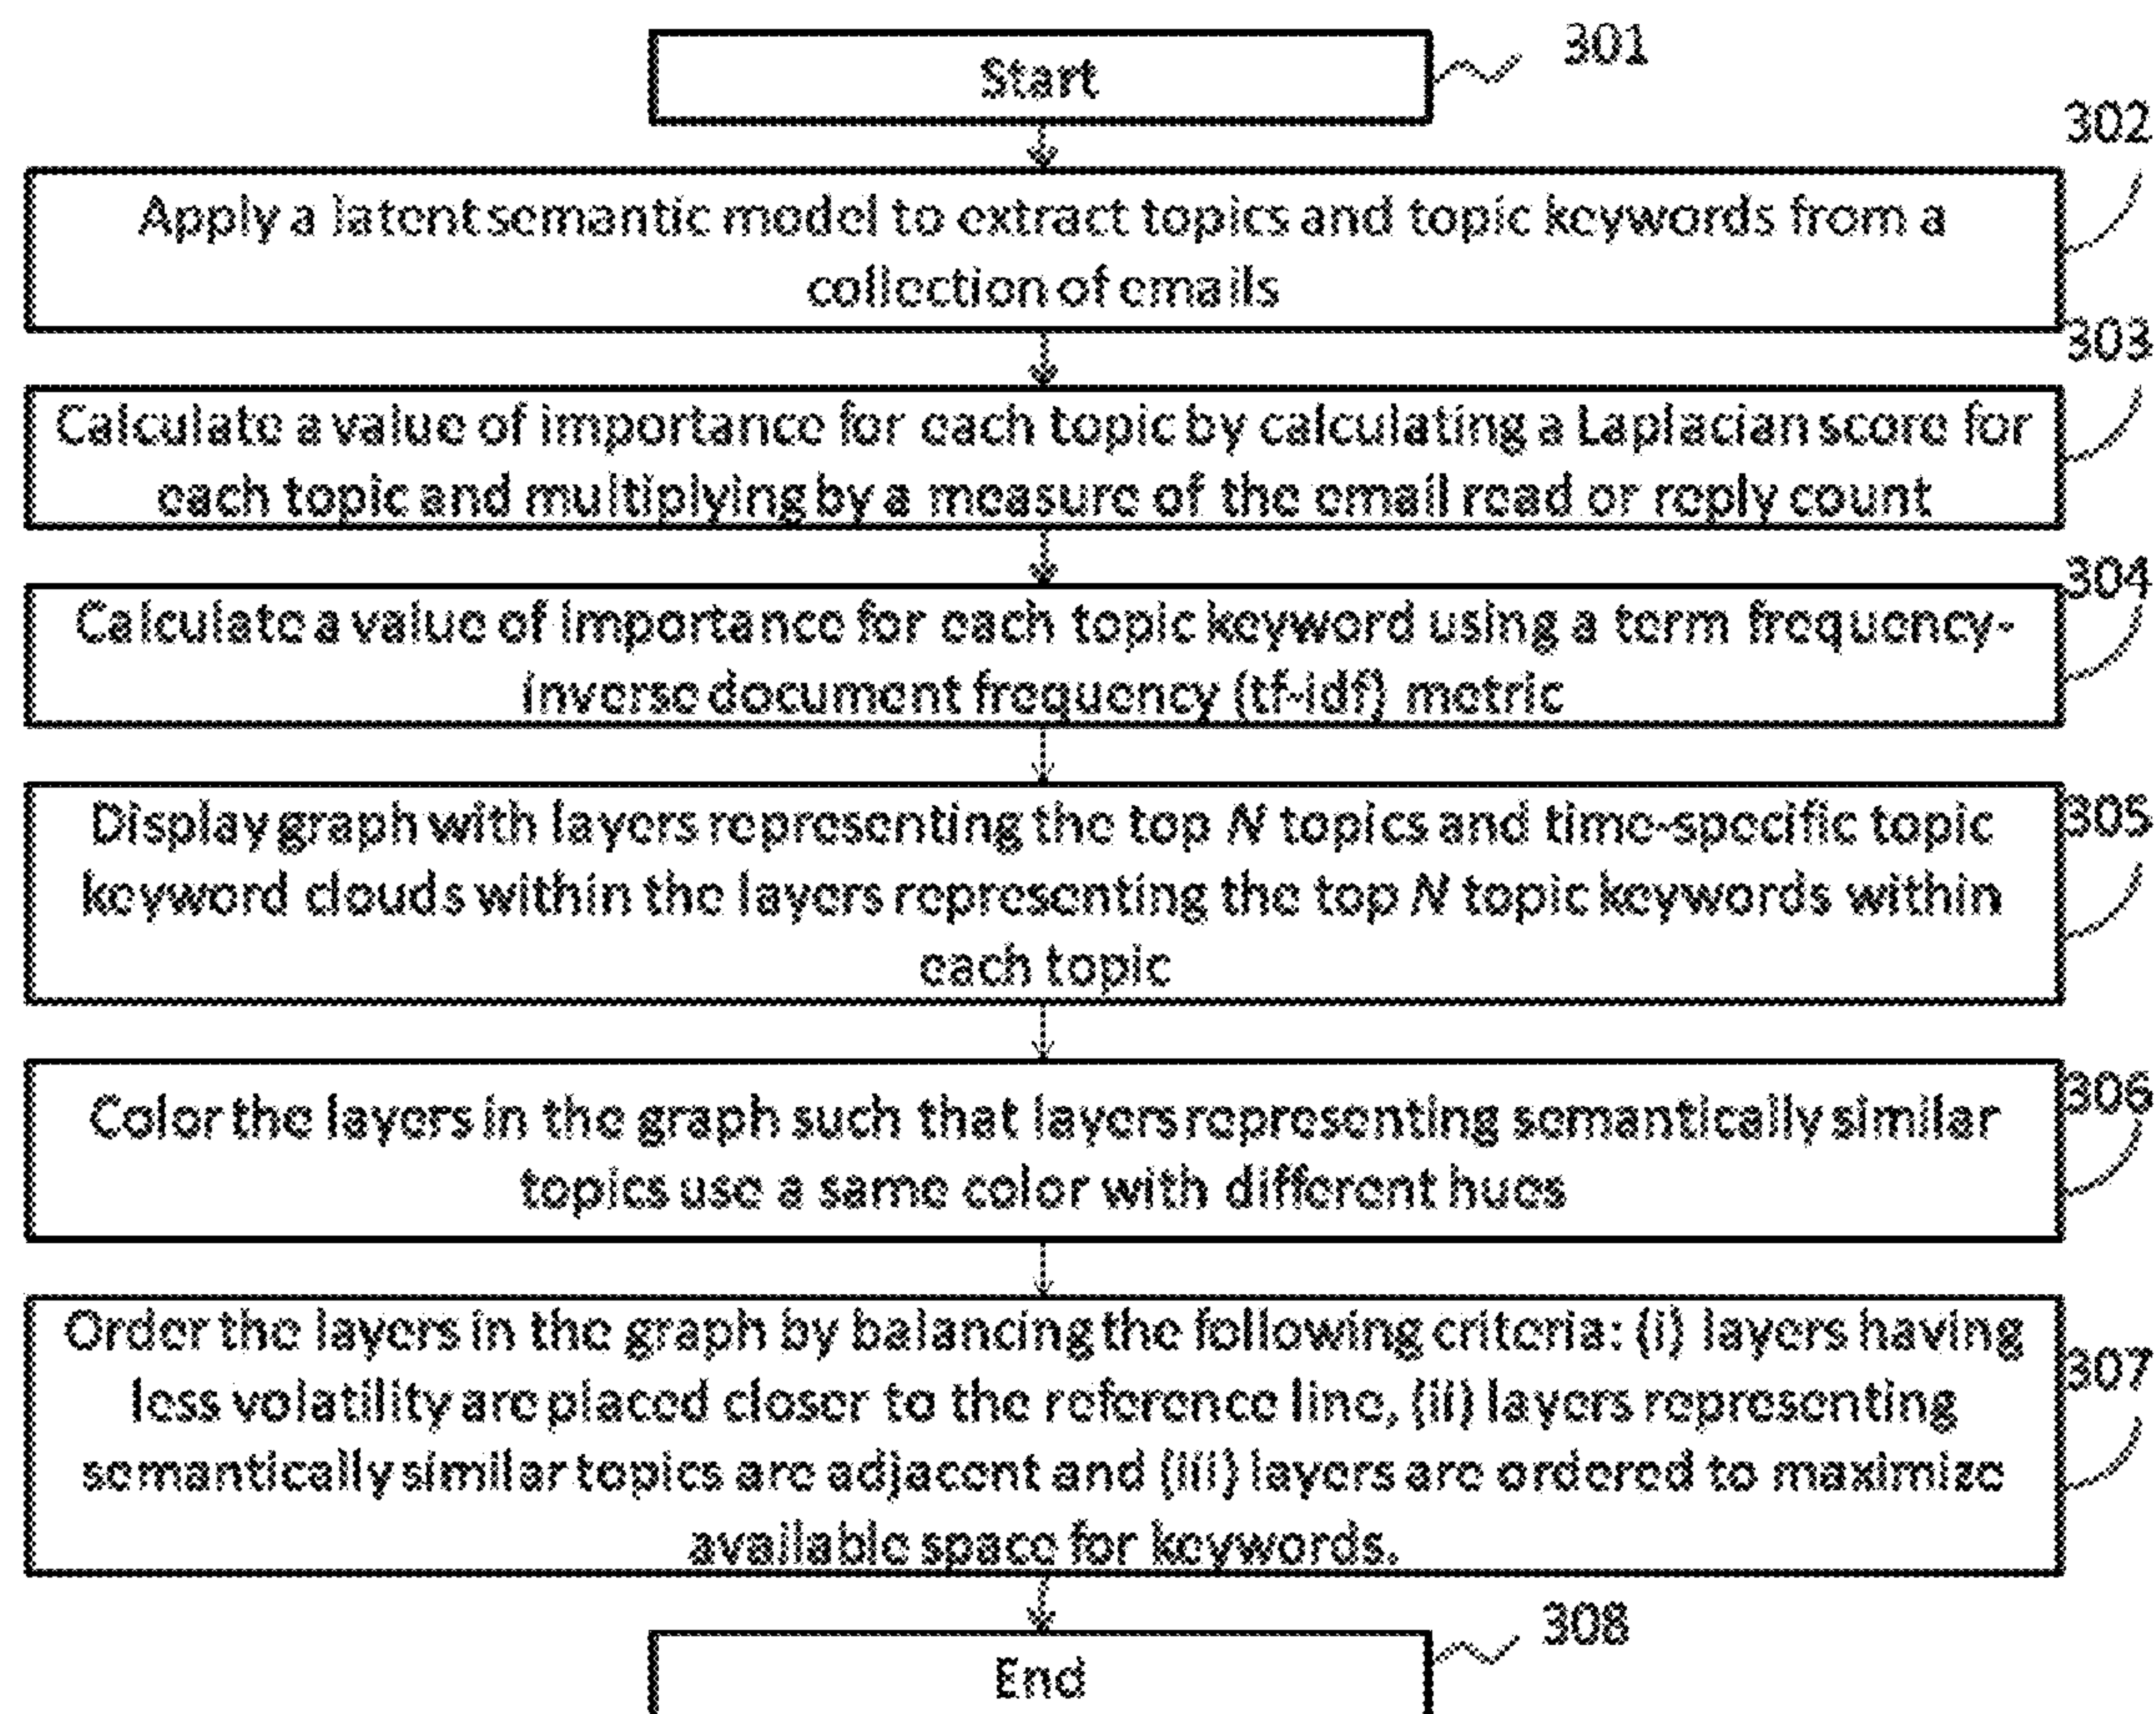 Start
301
302
Apply a latent semantic model to extract topics and topic keywords from a
collection of emails
303
Calculate a value of importance for each topic by calculating a Laplacian score for
each topic and multiplying by a measure of the email read or reply count
304
Calculate a value of importance for each topic keyword using a term frequency-
inverse document frequency (tf-idf) metric
305
Display graph with layers representing the top N topics and time-specific topic
keyword clouds within the layers representing the top N topic keywords within
each topic
306
Color the layers in the graph such that layers representing semantically similar
topics use a same color with different hues
307
Order the layers in the graph by balancing the following criteria: (i) layers having
less volatility are placed closer to the reference line, (ii) layers representing
semantically similar topics are adjacent and (iii) layers are ordered to maximize
available space for keywords.
308
End